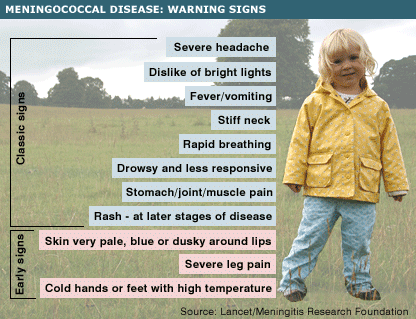 MENINGOCOCCAL DISEASE: WARNING SIGNS
Classic signs
Severe headache
Dislike of bright lights
Fever/vomiting
Stiff neck
Rapid breathing
Drowsy and less responsive
Stomach/joint/muscle pain
Rash - at later stages of disease
Early signs
Skin very pale, blue or dusky around lips
Severe leg pain
Cold hands or feet with high temperature
Source: Lancet/Meningitis Research Foundation